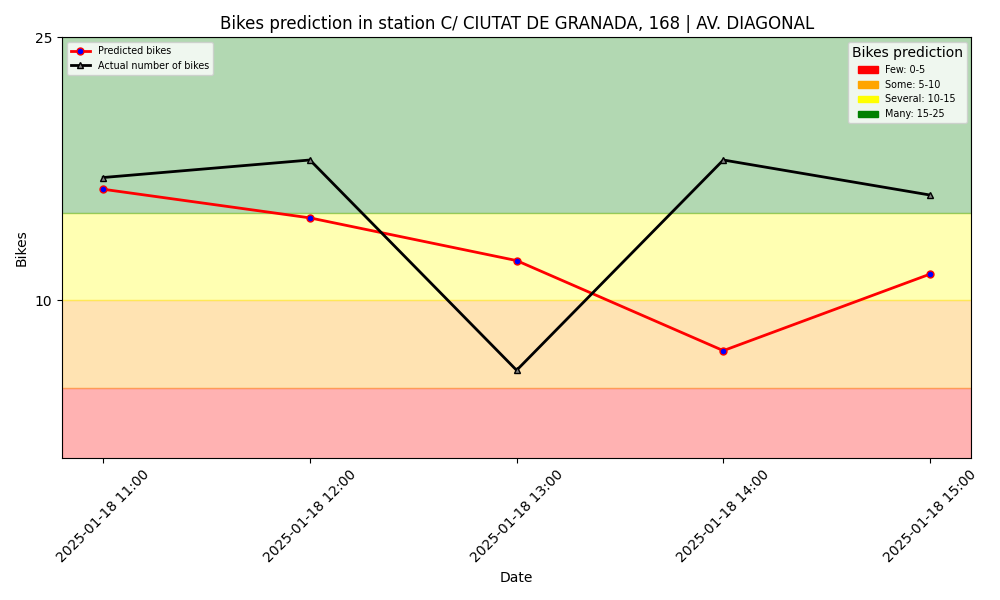 Bikes prediction in station C/ CIUTAT DE GRANADA, 168 | AV. DIAGONAL
25
10
Bikes
Predicted bikes
Actual number of bikes
Bikes prediction
Few: 0-5
Some: 5-10
Several: 10-15
Many: 15-25
2025-01-18 11:00
2025-01-18 12:00
2025-01-18 13:00
2025-01-18 14:00
2025-01-18 15:00
Date